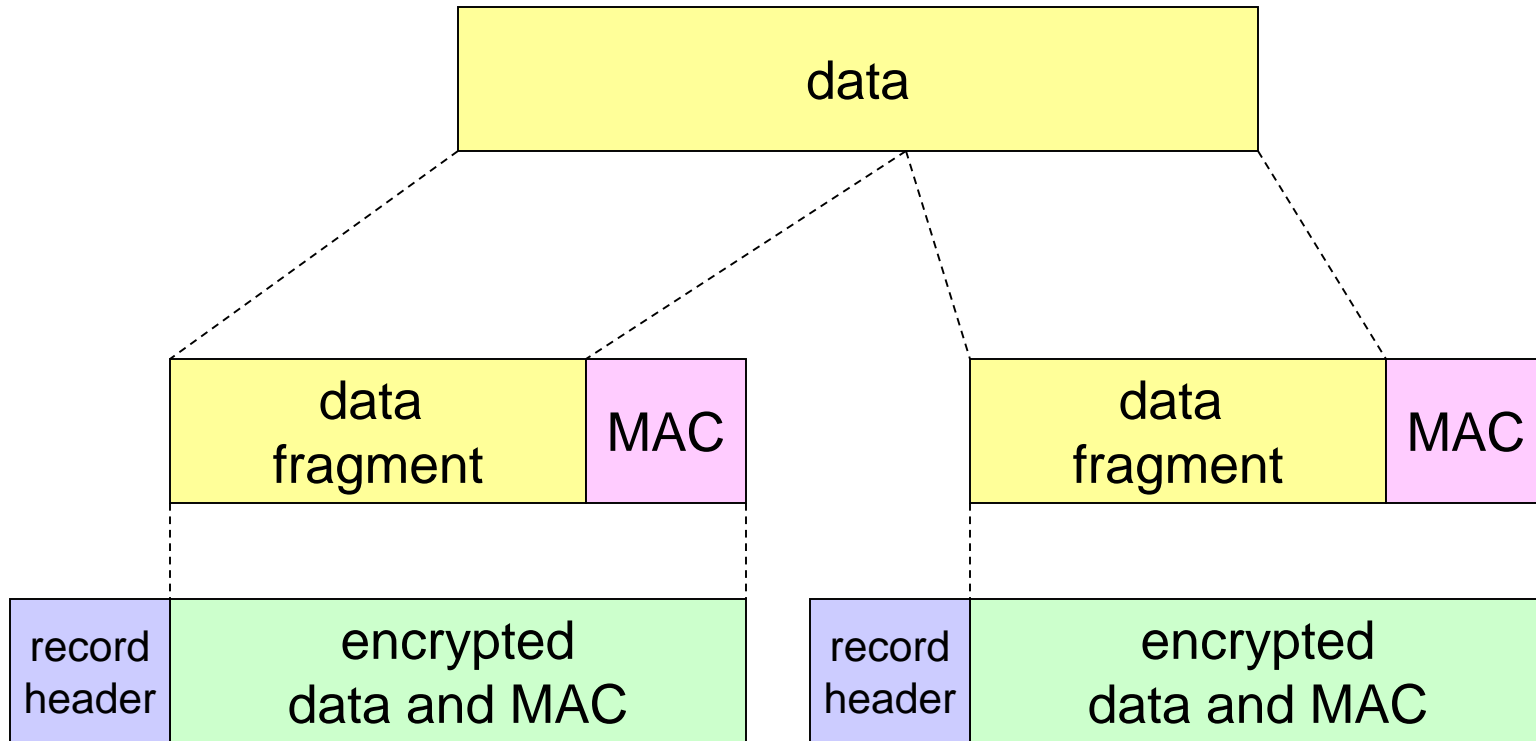 data
data
fragment
MAC
data
fragment
MAC
record
header
encrypted
data and MAC
record
header
encrypted
data and MAC